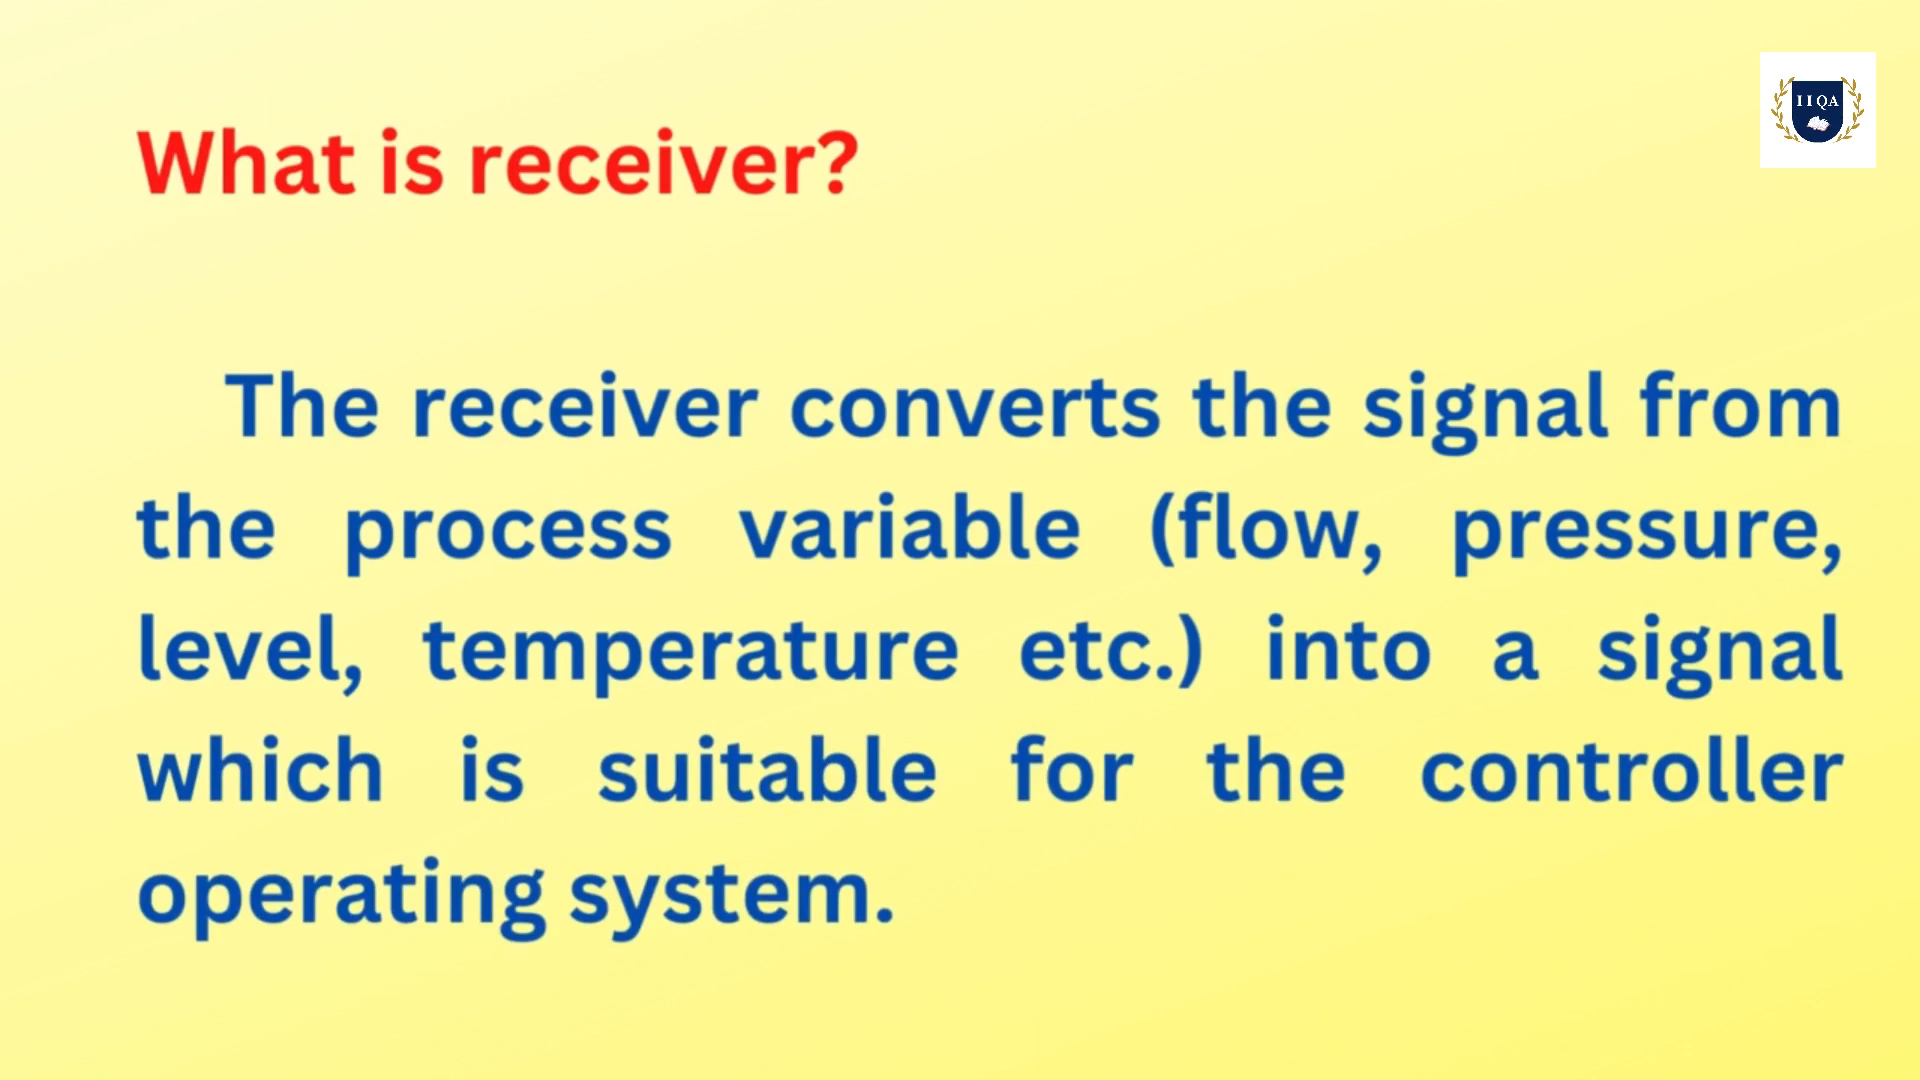 IIQA
What is receiver?
The receiver converts the signal from
the process variable (flow, pressure,
level, temperature etc.) into a signal
which is suitable for the controller
operating system.